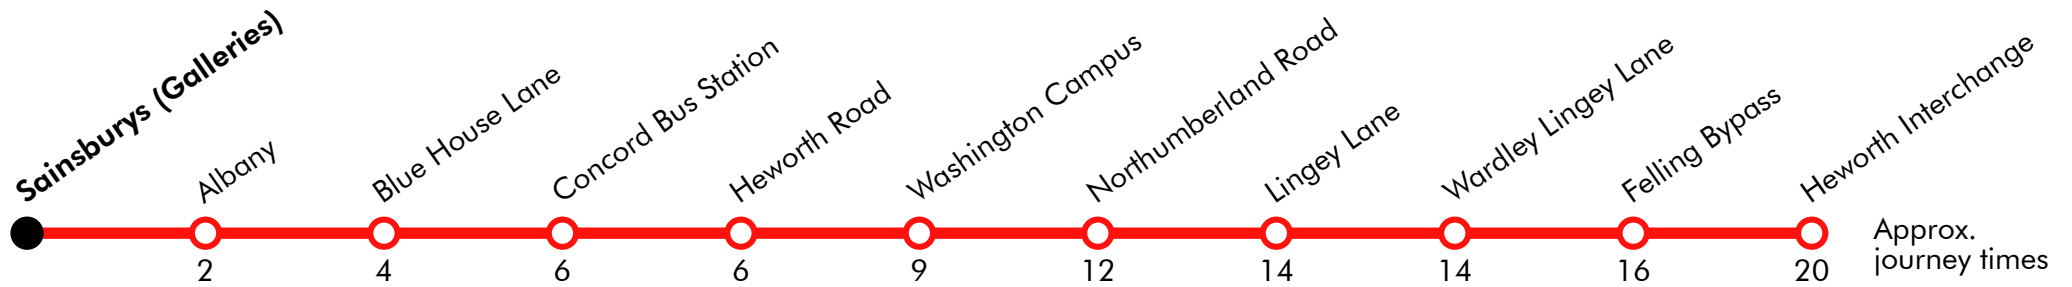 Sainsburys (Galleries)
Albany
Blue House Lane
Concord Bus Station
Heworth Road
Washington Campus
Northumberland Road
Lingey Lane
Wardley Lingey Lane
Felling Bypass
Heworth Interchange
2
4
6
6
9
12
14
14
16
20
Approx.
journey times